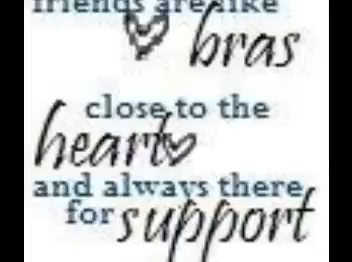 friends are like
bras
close to the
heart
and always there
for support